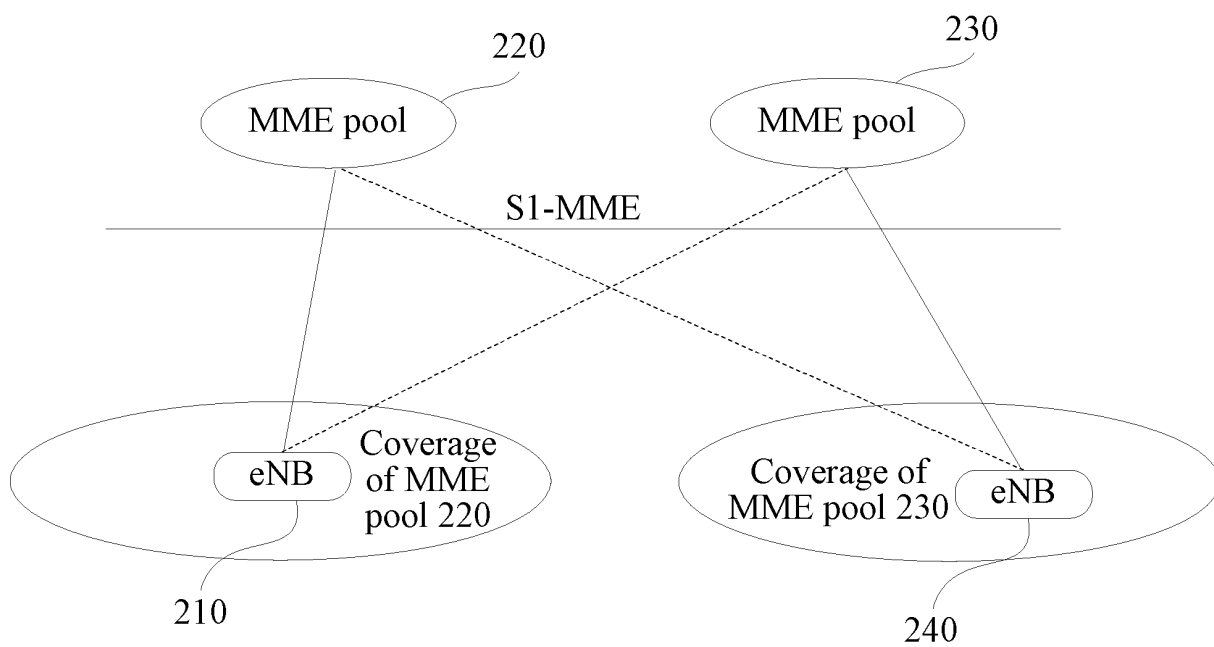 220
230
MME pool
MME pool
S1-MME
Coverage
of MME
pool 220
eNB
Coverage of
MME pool 230
eNB
210
240